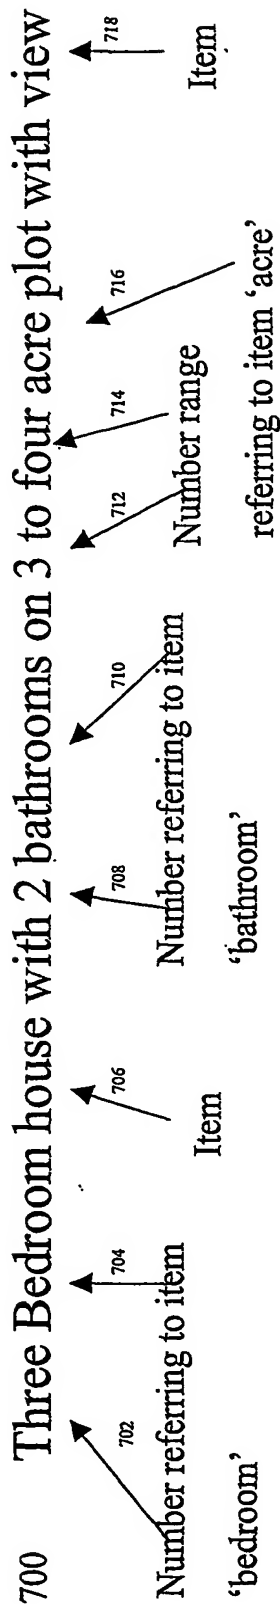 700 Three Bedroom house with 2 bathrooms on 3 to four acre plot with view
702 704 706 708 710 712 714 716 718
Number referring to item 'bedroom'
Item
Number referring to item 'bathroom'
Number range referring to item 'acre'
Item